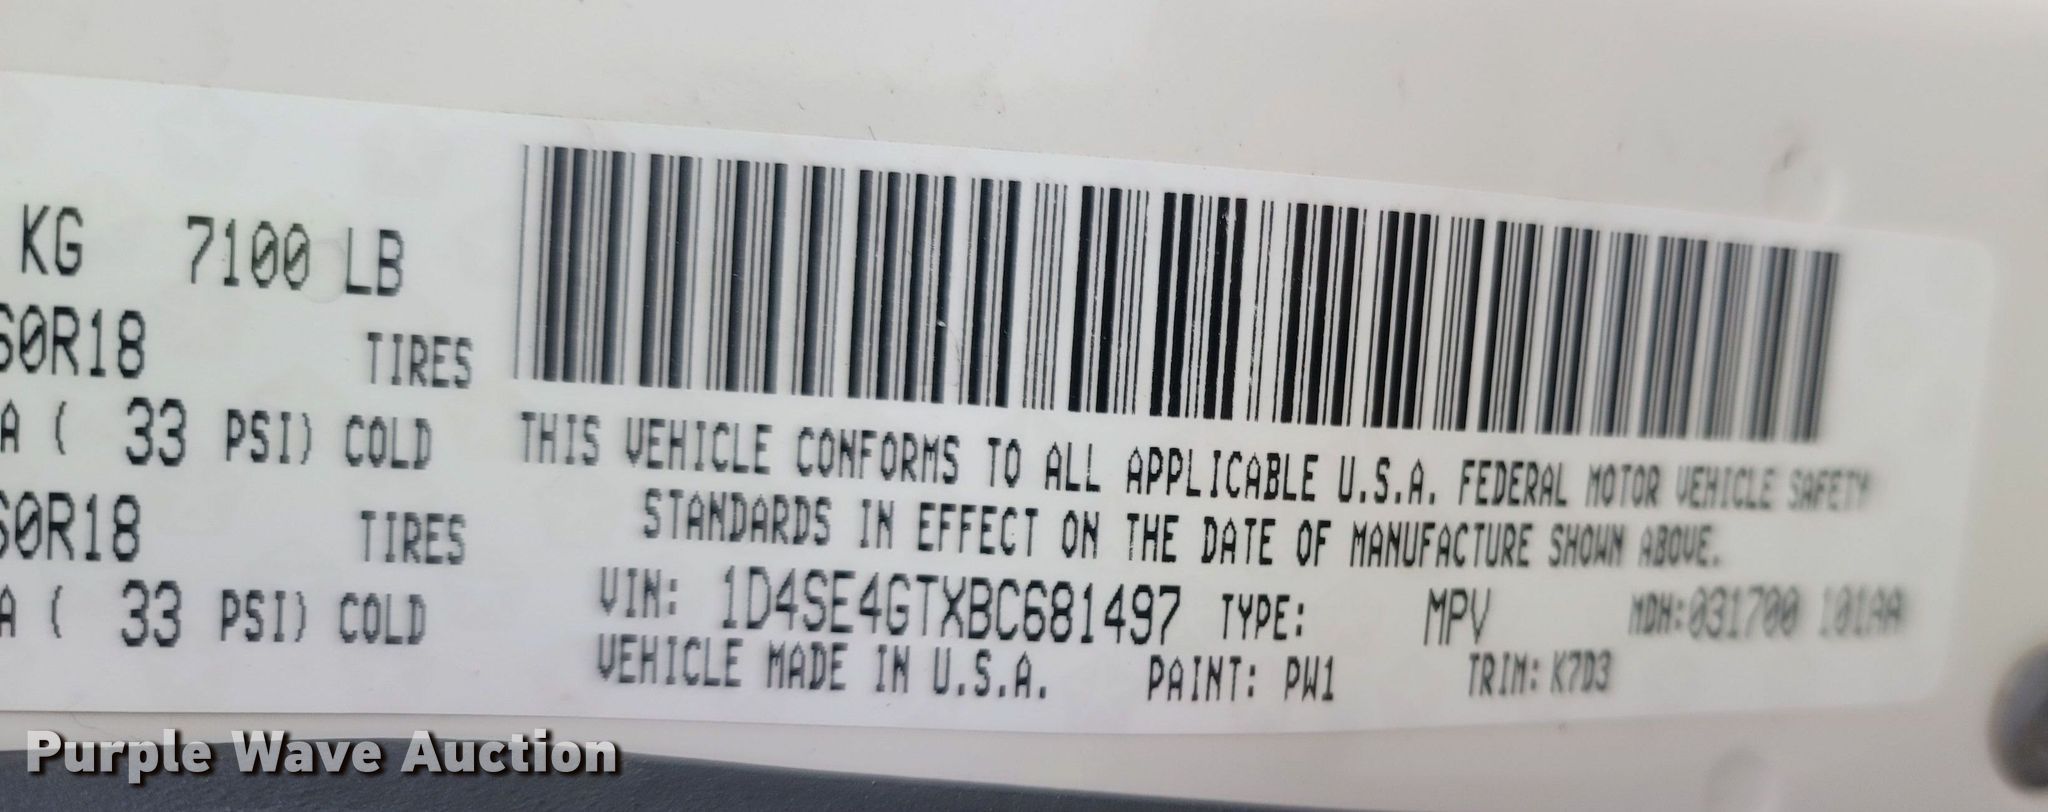 KG 7100 LB
60R18 TIRES
A ( 33 PSI) COLD
60R18 TIRES
A ( 33 PSI) COLD
THIS VEHICLE CONFORMS TO ALL APPLICABLE U.S.A. FEDERAL MOTOR VEHICLE SAFETY
STANDARDS IN EFFECT ON THE DATE OF MANUFACTURE SHOWN ABOVE.
VIN: 1D4SE4GTXBC681497 TYPE: MPV MDH:031700 101AA
VEHICLE MADE IN U.S.A. PAINT: PW1 TRIM: K7D3
Purple Wave Auction